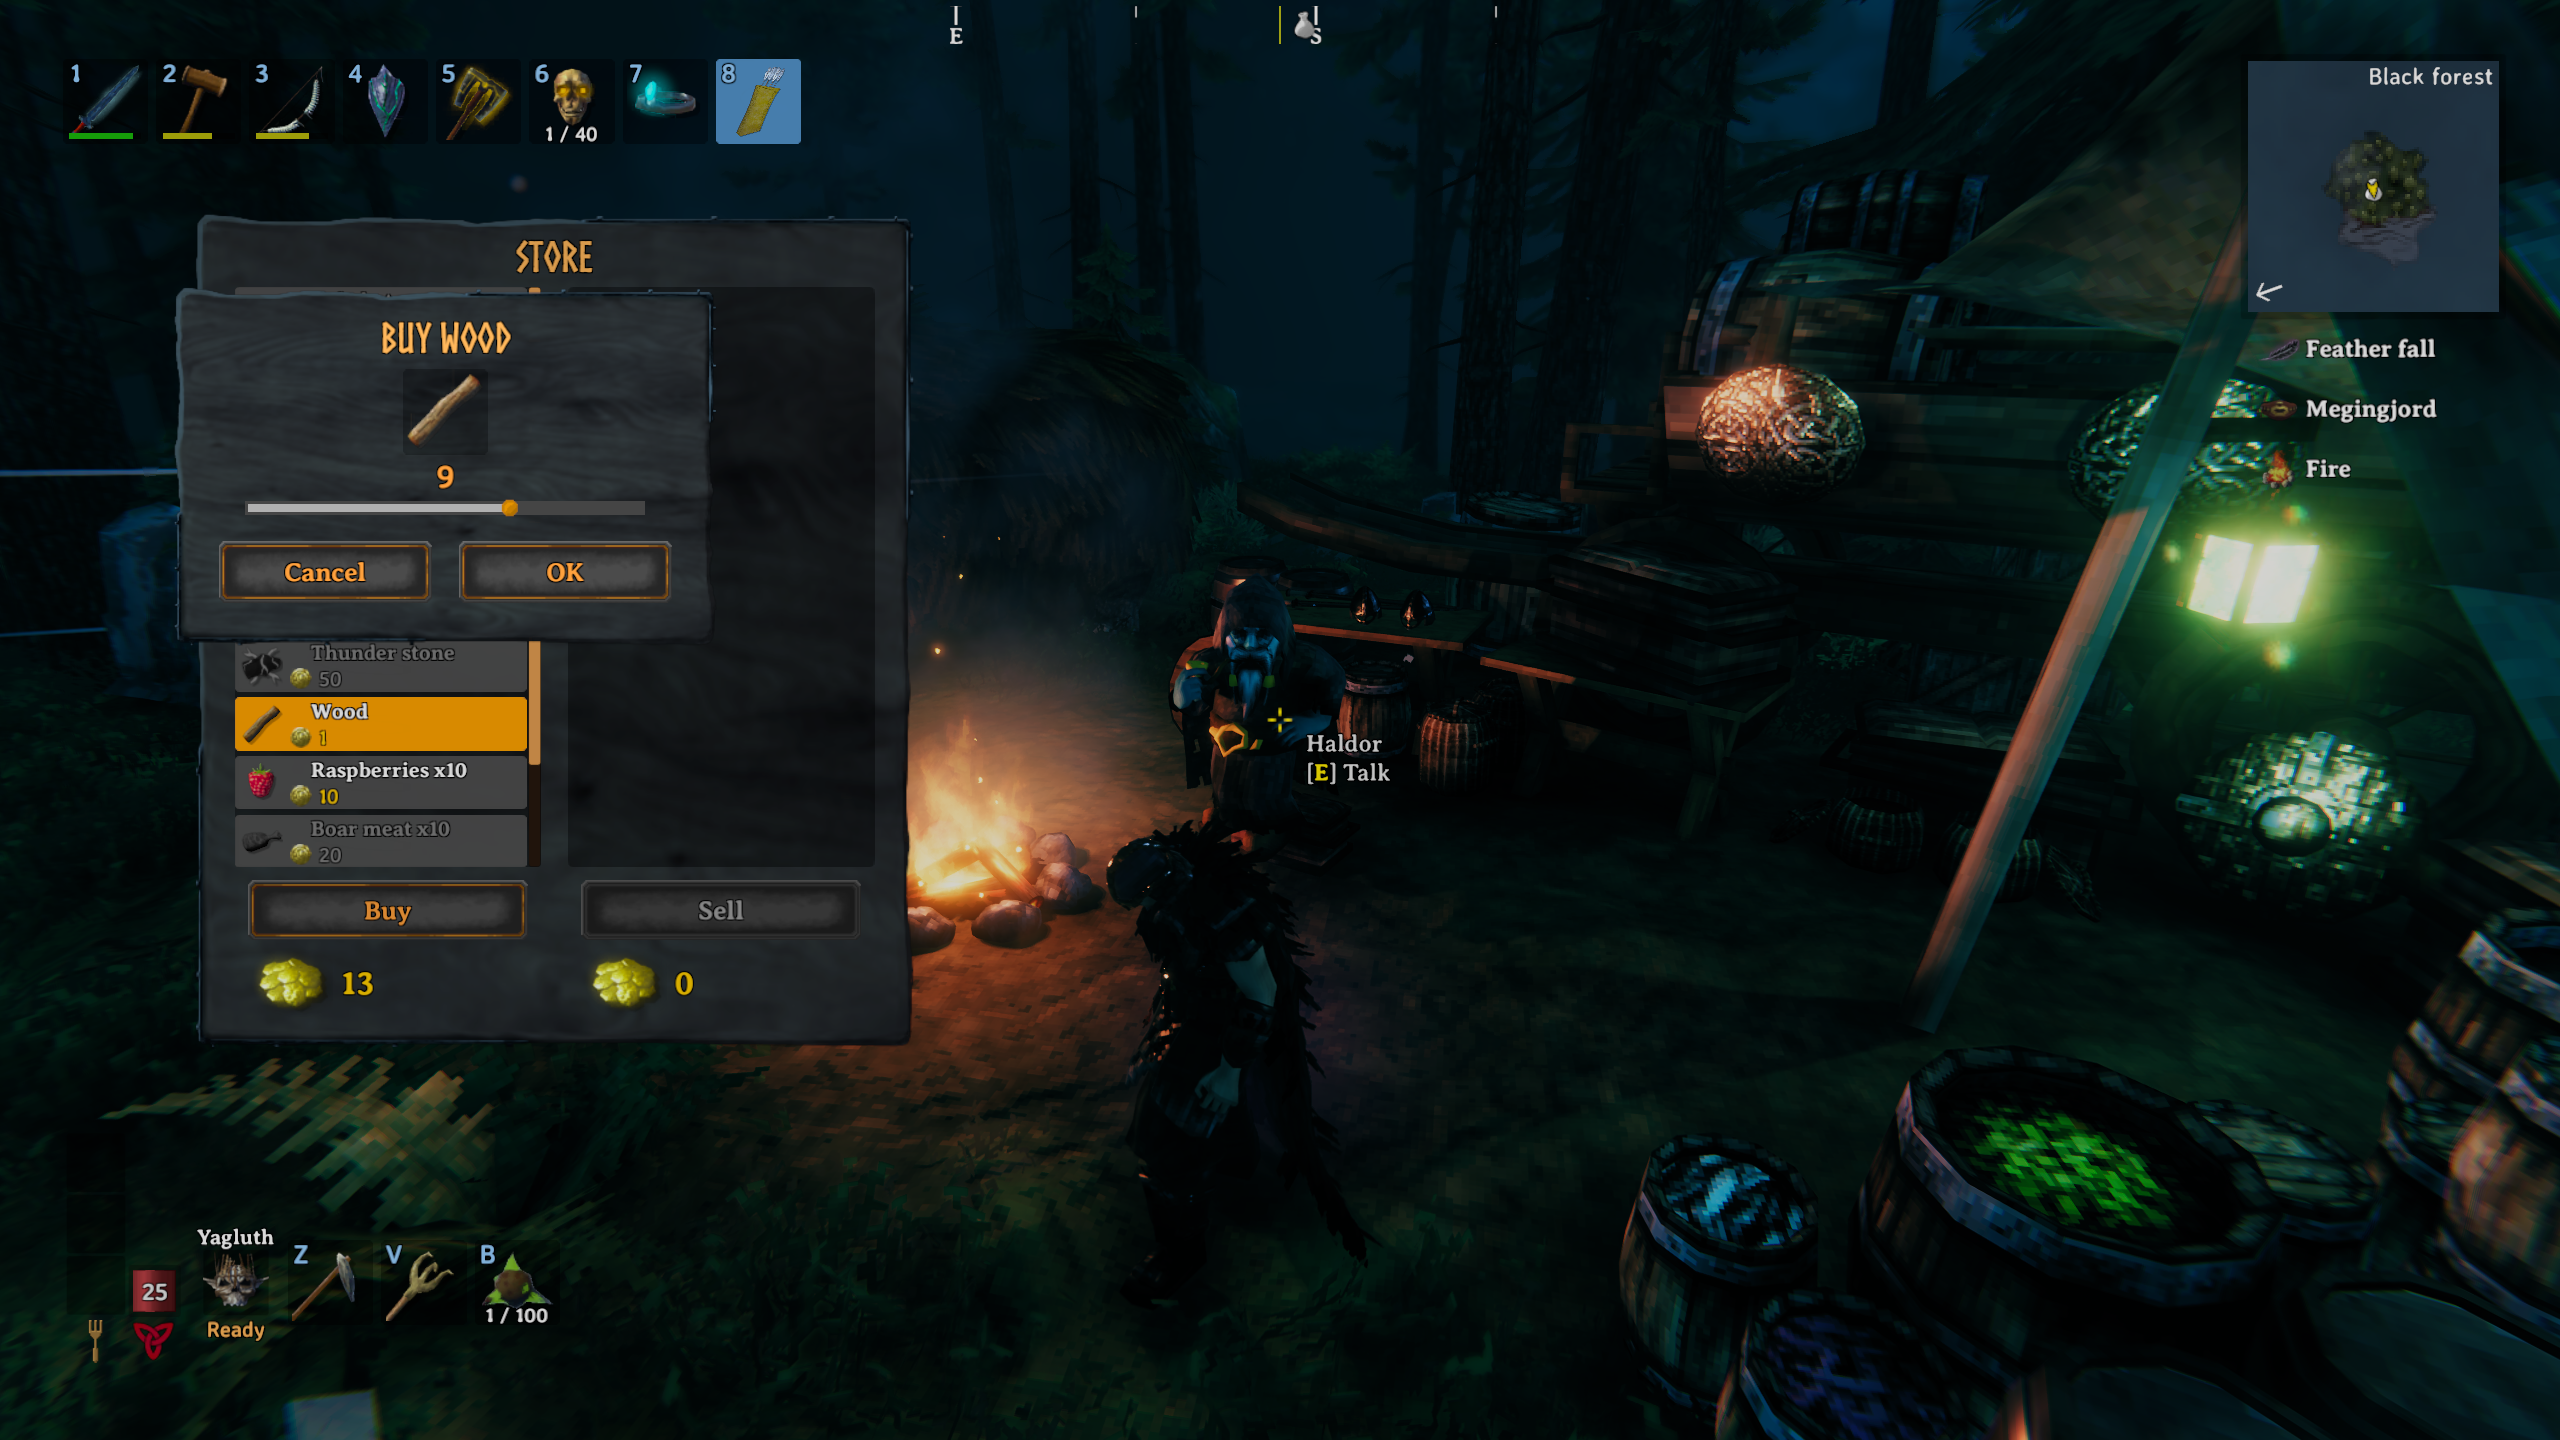 E
S
1
2
3
4
5
6
7
8
1 / 40
Black forest
Feather fall
Megingjord
Fire
STORE
BUY WOOD
9
Cancel
OK
Thunder stone
50
Wood
1
Raspberries x10
10
Boar meat x10
20
Buy
Sell
13
0
Haldor
[E] Talk
25
Yagluth
Ready
Z
V
B
1 / 100